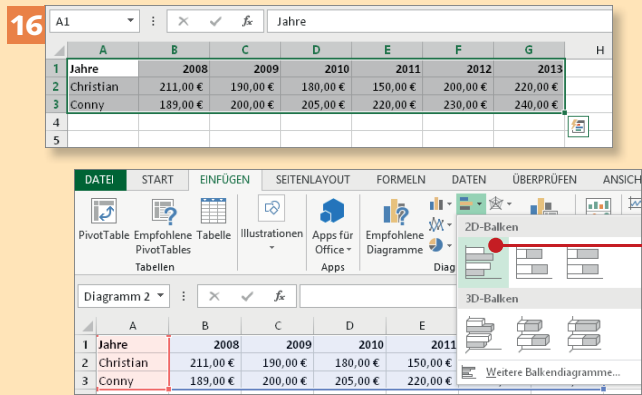 16
A1 Jahre
A B C D E F G H
1 Jahre 2008 2009 2010 2011 2012 2013
2 Christian 211,00 € 190,00 € 180,00 € 150,00 € 200,00 € 220,00 €
3 Conny 189,00 € 200,00 € 205,00 € 220,00 € 230,00 € 240,00 €
4
5
DATEI START EINFÜGEN SEITENLAYOUT FORMELN DATEN ÜBERPRÜFEN ANSICH
PivotTable Empfohlene Tabelle Illustrationen Apps für Empfohlene
PivotTables Office Diagramme
Tabellen Apps Diag
2D-Balken
3D-Balken
Weitere Balkendiagramme...
Diagramm 2
A B C D E
1 Jahre 2008 2009 2010 2011
2 Christian 211,00 € 190,00 € 180,00 € 150,00 €
3 Conny 189,00 € 200,00 € 205,00 € 220,00 €